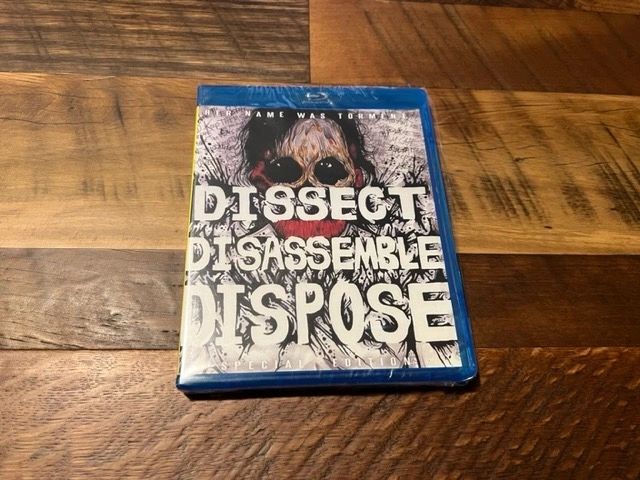 HER NAME WAS TORMENT
DISSECT
DISASSEMBLE
DISPOSE
SPECIAL EDITION